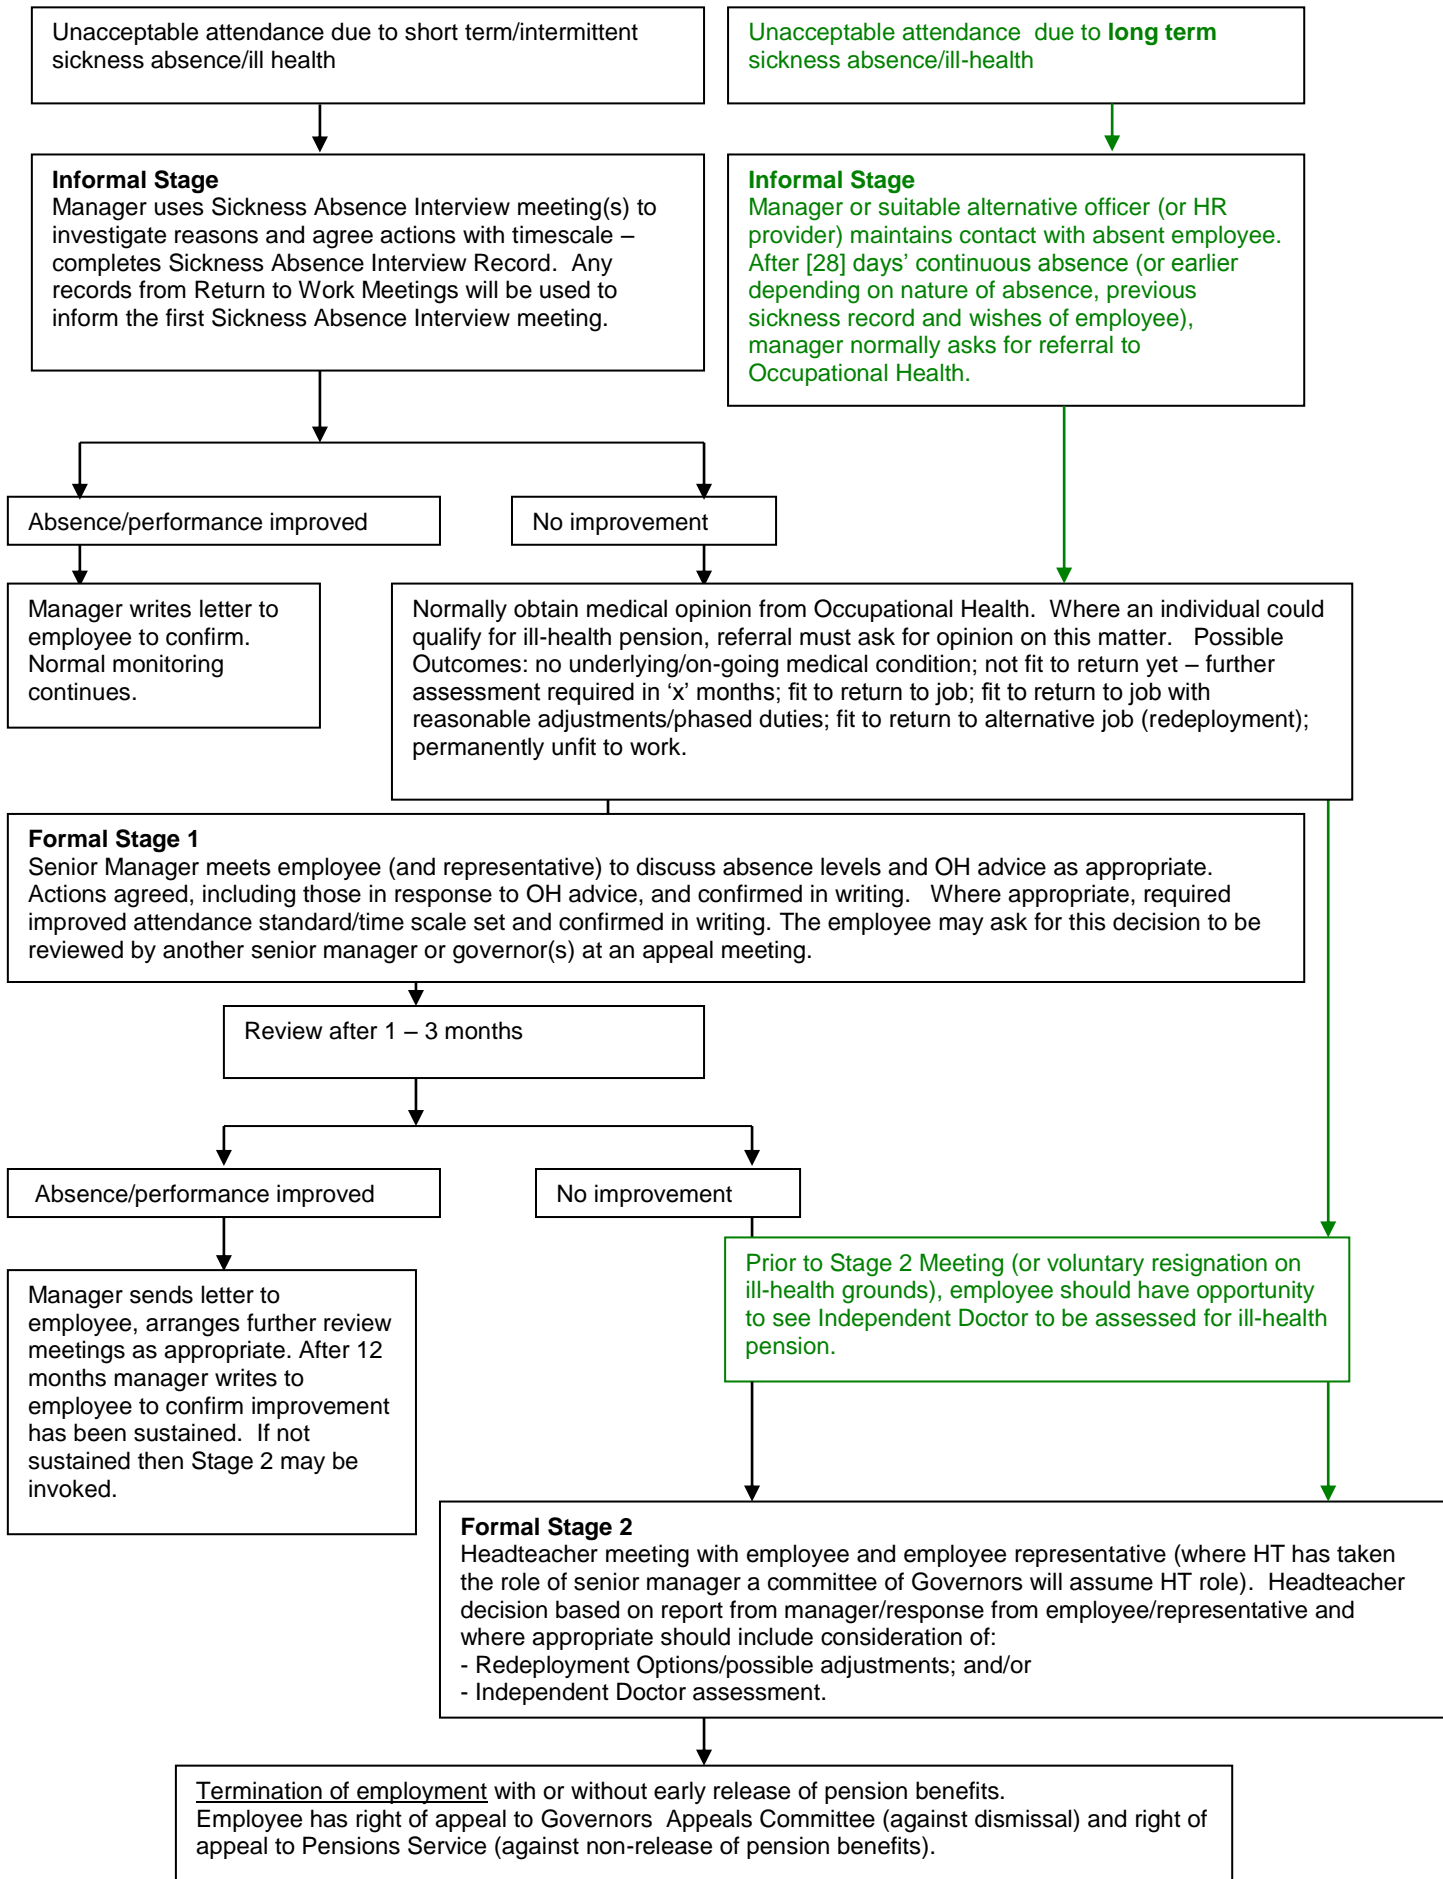 Unacceptable attendance due to short term/intermittent
sickness absence/ill health
Unacceptable attendance  due to long term
sickness absence/ill-health
Informal Stage
Manager uses Sickness Absence Interview meeting(s) to
investigate reasons and agree actions with timescale –
completes Sickness Absence Interview Record.  Any
records from Return to Work Meetings will be used to
inform the first Sickness Absence Interview meeting.
Informal Stage
Manager or suitable alternative officer (or HR
provider) maintains contact with absent employee.
After [28] days’ continuous absence (or earlier
depending on nature of absence, previous
sickness record and wishes of employee),
manager normally asks for referral to
Occupational Health.
Absence/performance improved
No improvement
Manager writes letter to
employee to confirm.
Normal monitoring
continues.
Normally obtain medical opinion from Occupational Health.  Where an individual could
qualify for ill-health pension, referral must ask for opinion on this matter.   Possible
Outcomes: no underlying/on-going medical condition; not fit to return yet – further
assessment required in ‘x’ months; fit to return to job; fit to return to job with
reasonable adjustments/phased duties; fit to return to alternative job (redeployment);
permanently unfit to work.
Formal Stage 1
Senior Manager meets employee (and representative) to discuss absence levels and OH advice as appropriate.
Actions agreed, including those in response to OH advice, and confirmed in writing.   Where appropriate, required
improved attendance standard/time scale set and confirmed in writing. The employee may ask for this decision to be
reviewed by another senior manager or governor(s) at an appeal meeting.
Review after 1 – 3 months
Absence/performance improved
No improvement
Manager sends letter to
employee, arranges further review
meetings as appropriate. After 12
months manager writes to
employee to confirm improvement
has been sustained.  If not
sustained then Stage 2 may be
invoked.
Prior to Stage 2 Meeting (or voluntary resignation on
ill-health grounds), employee should have opportunity
to see Independent Doctor to be assessed for ill-health
pension.
Formal Stage 2
Headteacher meeting with employee and employee representative (where HT has taken
the role of senior manager a committee of Governors will assume HT role).  Headteacher
decision based on report from manager/response from employee/representative and
where appropriate should include consideration of:
- Redeployment Options/possible adjustments; and/or
- Independent Doctor assessment.
Termination of employment with or without early release of pension benefits.
Employee has right of appeal to Governors  Appeals Committee (against dismissal) and right of
appeal to Pensions Service (against non-release of pension benefits).